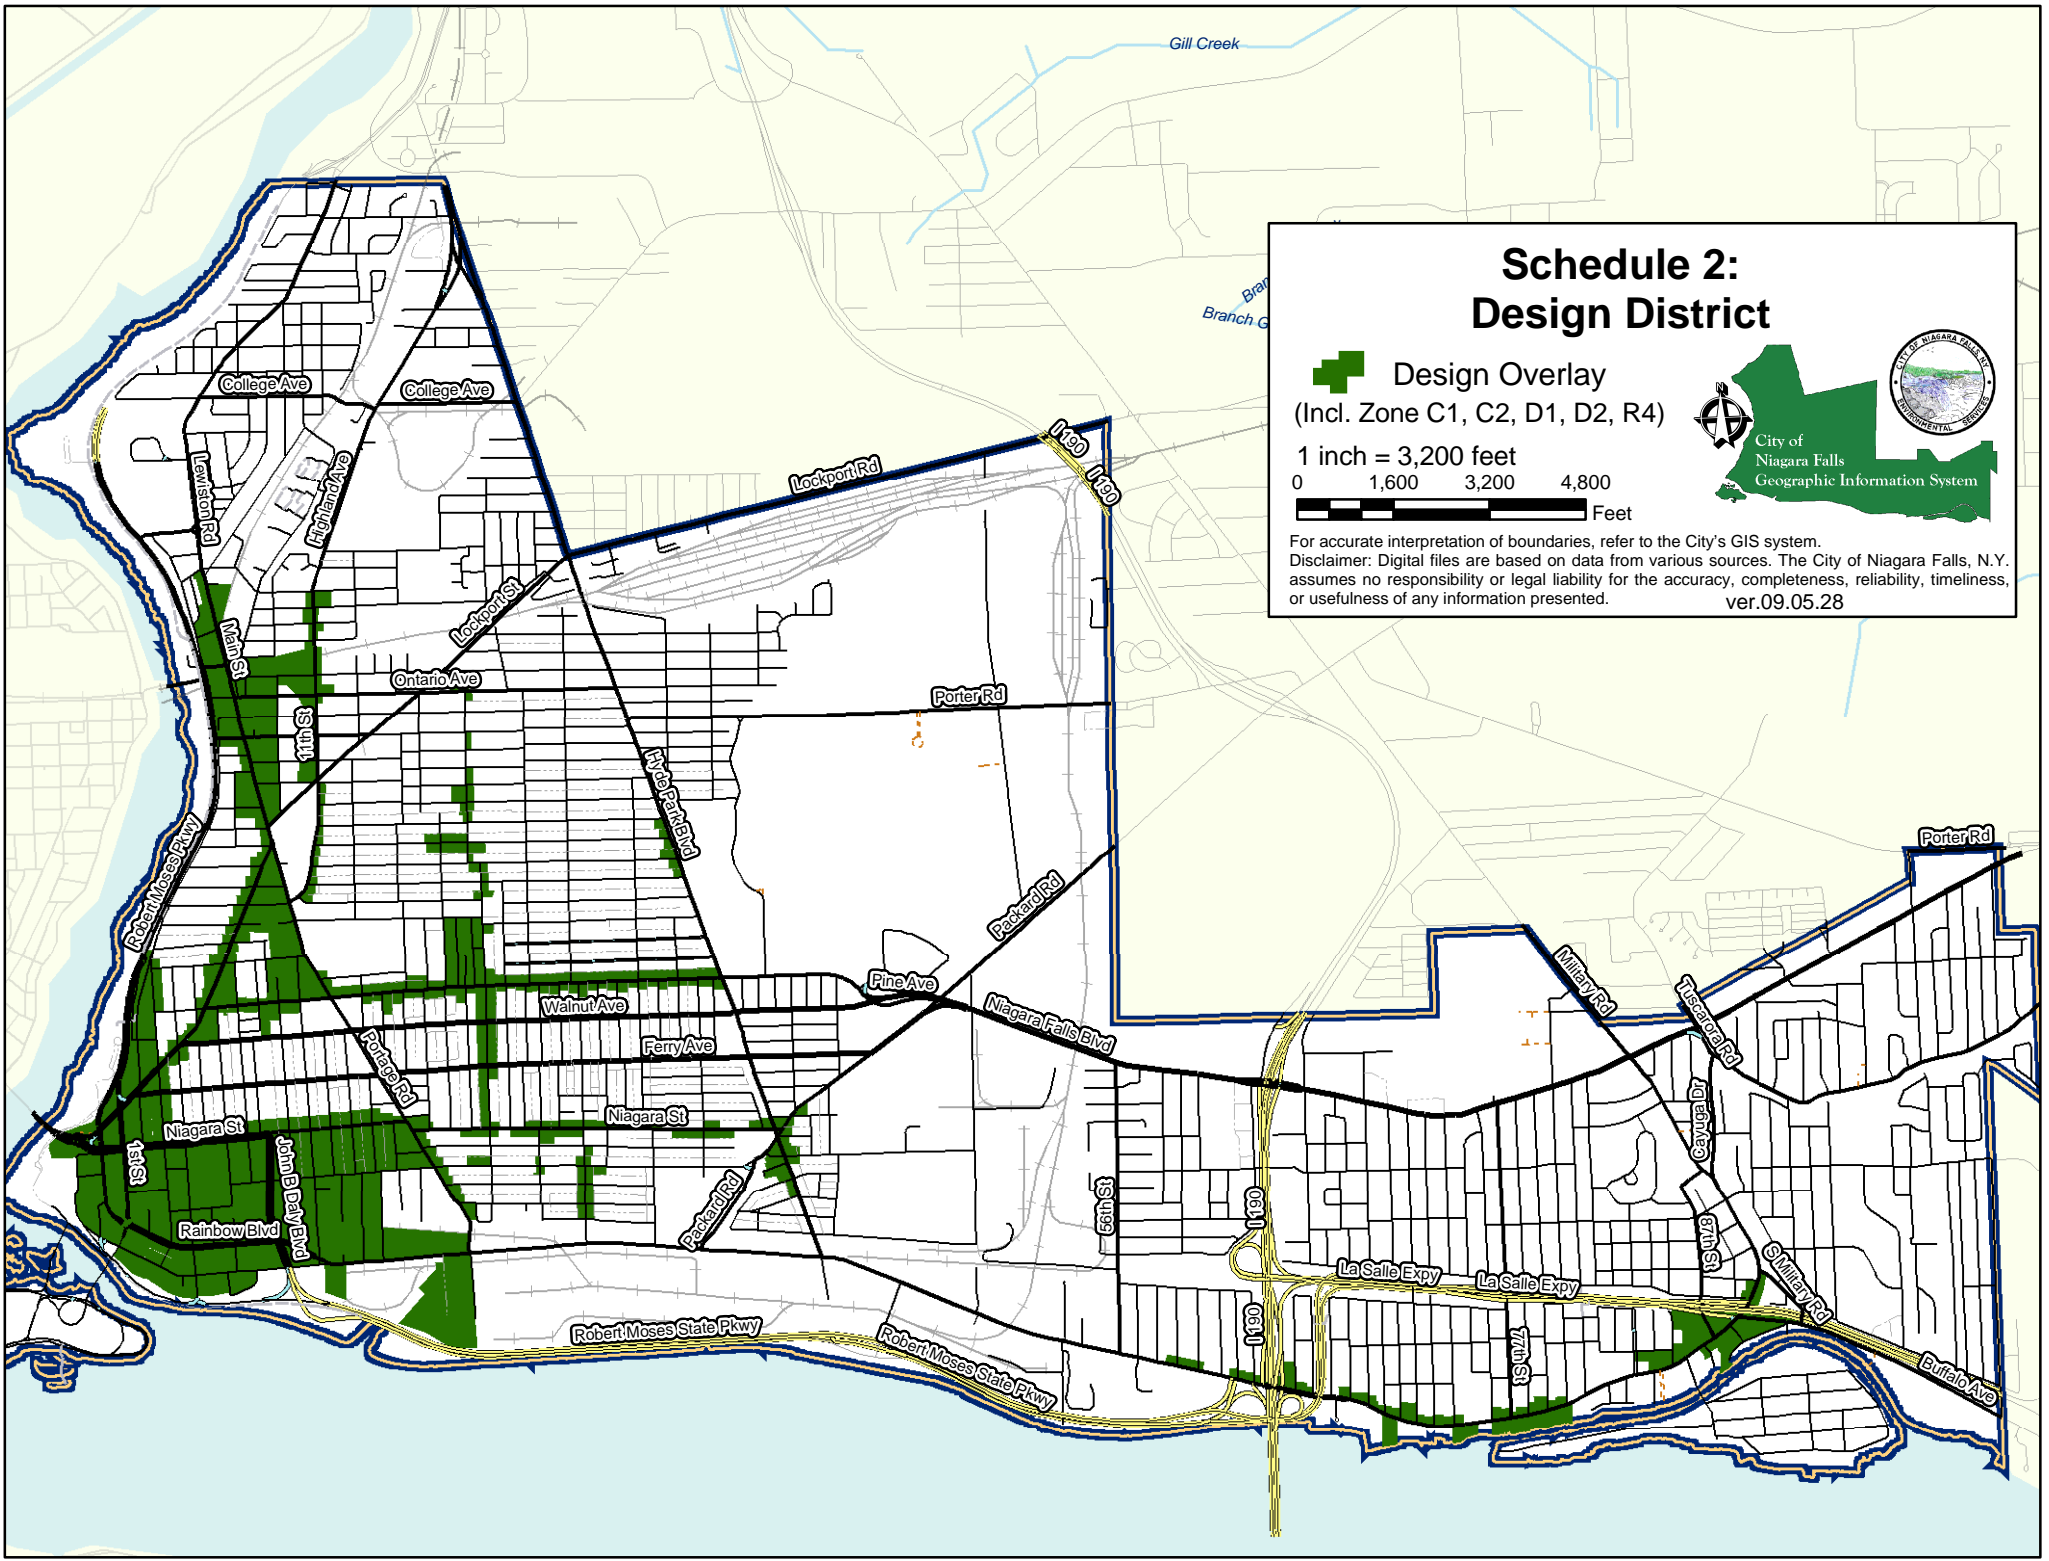 Gill Creek
Schedule 2:
Design District
Design Overlay
(Incl. Zone C1, C2, D1, D2, R4)
1 inch = 3,200 feet
0 1,600 3,200 4,800
Feet
N
City of
Niagara Falls
Geographic Information System
CITY OF NIAGARA FALLS, NY
ENVIRONMENTAL SERVICES
For accurate interpretation of boundaries, refer to the City's GIS system.
Disclaimer: Digital files are based on data from various sources. The City of Niagara Falls, N.Y.
assumes no responsibility or legal liability for the accuracy, completeness, reliability, timeliness,
or usefulness of any information presented.
ver.09.05.28
Bran
Branch G
College Ave
College Ave
Lewiston Rd
Highland Ave
Lockport Rd
I 190
I 190
Lockport St
Main St
Ontario Ave
Porter Rd
11th St
Hyde Park Blvd
Robert Moses Pkwy
Porter Rd
Packard Rd
Pine Ave
Walnut Ave
Niagara Falls Blvd
Military Rd
Tuscarora Rd
Ferry Ave
Portage Rd
Niagara St
Niagara St
Cayuga Dr
1st St
John B Daly Blvd
Rainbow Blvd
Packard Rd
56th St
I 190
87th St
S Military Rd
La Salle Expy
La Salle Expy
I 190
Robert Moses State Pkwy
Robert Moses State Pkwy
77th St
Buffalo Ave